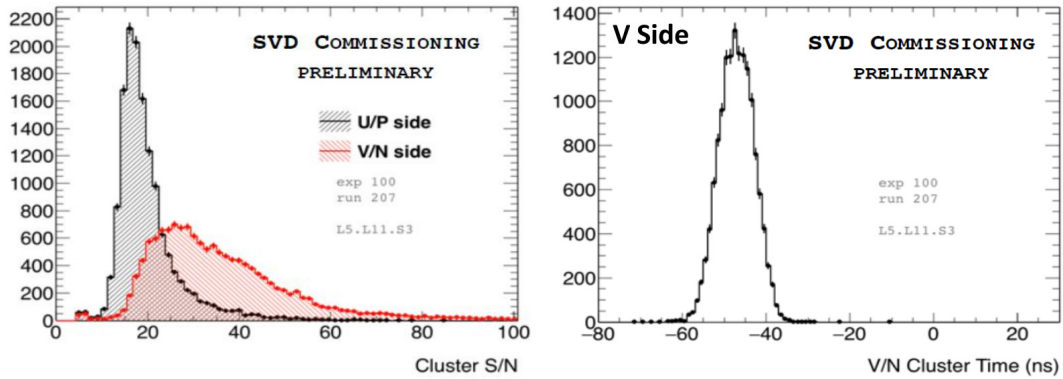 2200
2000
1800
1600
1400
1200
1000
800
600
400
200
0
0 20 40 60 80 100
Cluster S/N
SVD COMMISSIONING
PRELIMINARY
U/P side
V/N side
exp 100
run 207
L5.L11.S3
1400
1200
1000
800
600
400
200
0
−80 −60 −40 −20 0 20
V/N Cluster Time (ns)
V Side
SVD COMMISSIONING
PRELIMINARY
exp 100
run 207
L5.L11.S3